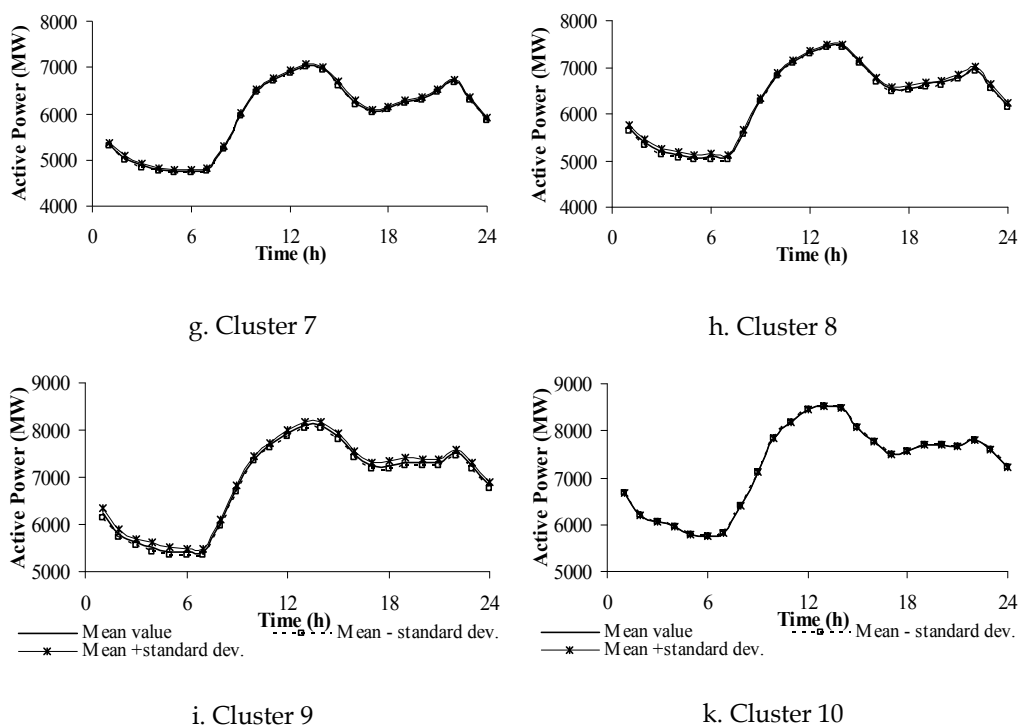 Active Power (MW)
8000
7000
6000
5000
4000
0
6
12
18
24
Time (h)
g. Cluster 7
Active Power (MW)
8000
7000
6000
5000
4000
0
6
12
18
24
Time (h)
h. Cluster 8
Active Power (MW)
9000
8000
7000
6000
5000
0
6
12
18
24
Time (h)
Mean value
Mean - standard dev.
Mean +standard dev.
i. Cluster 9
Active Power (MW)
9000
8000
7000
6000
5000
0
6
12
18
24
Time (h)
Mean value
Mean - standard dev.
Mean +standard dev.
k. Cluster 10